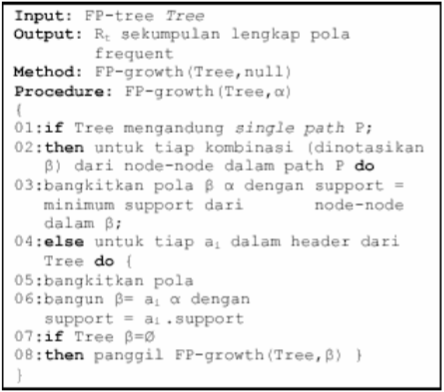 Input: FP-tree Tree
Output: Rt sekumpulan lengkap pola
frequent
Method: FP-growth(Tree,null)
Procedure: FP-growth(Tree,α)
{
01:if Tree mengandung single path P;
02:then untuk tiap kombinasi (dinotasikan
β) dari node-node dalam path P do
03:bangkitkan pola β α dengan support =
minimum support dari node-node
dalam β;
04:else untuk tiap ai dalam header dari
Tree do {
05:bangkitkan pola
06:bangun β= ai α dengan
support = ai.support
07:if Tree β=Ø
08:then panggil FP-growth(Tree,β) }
}